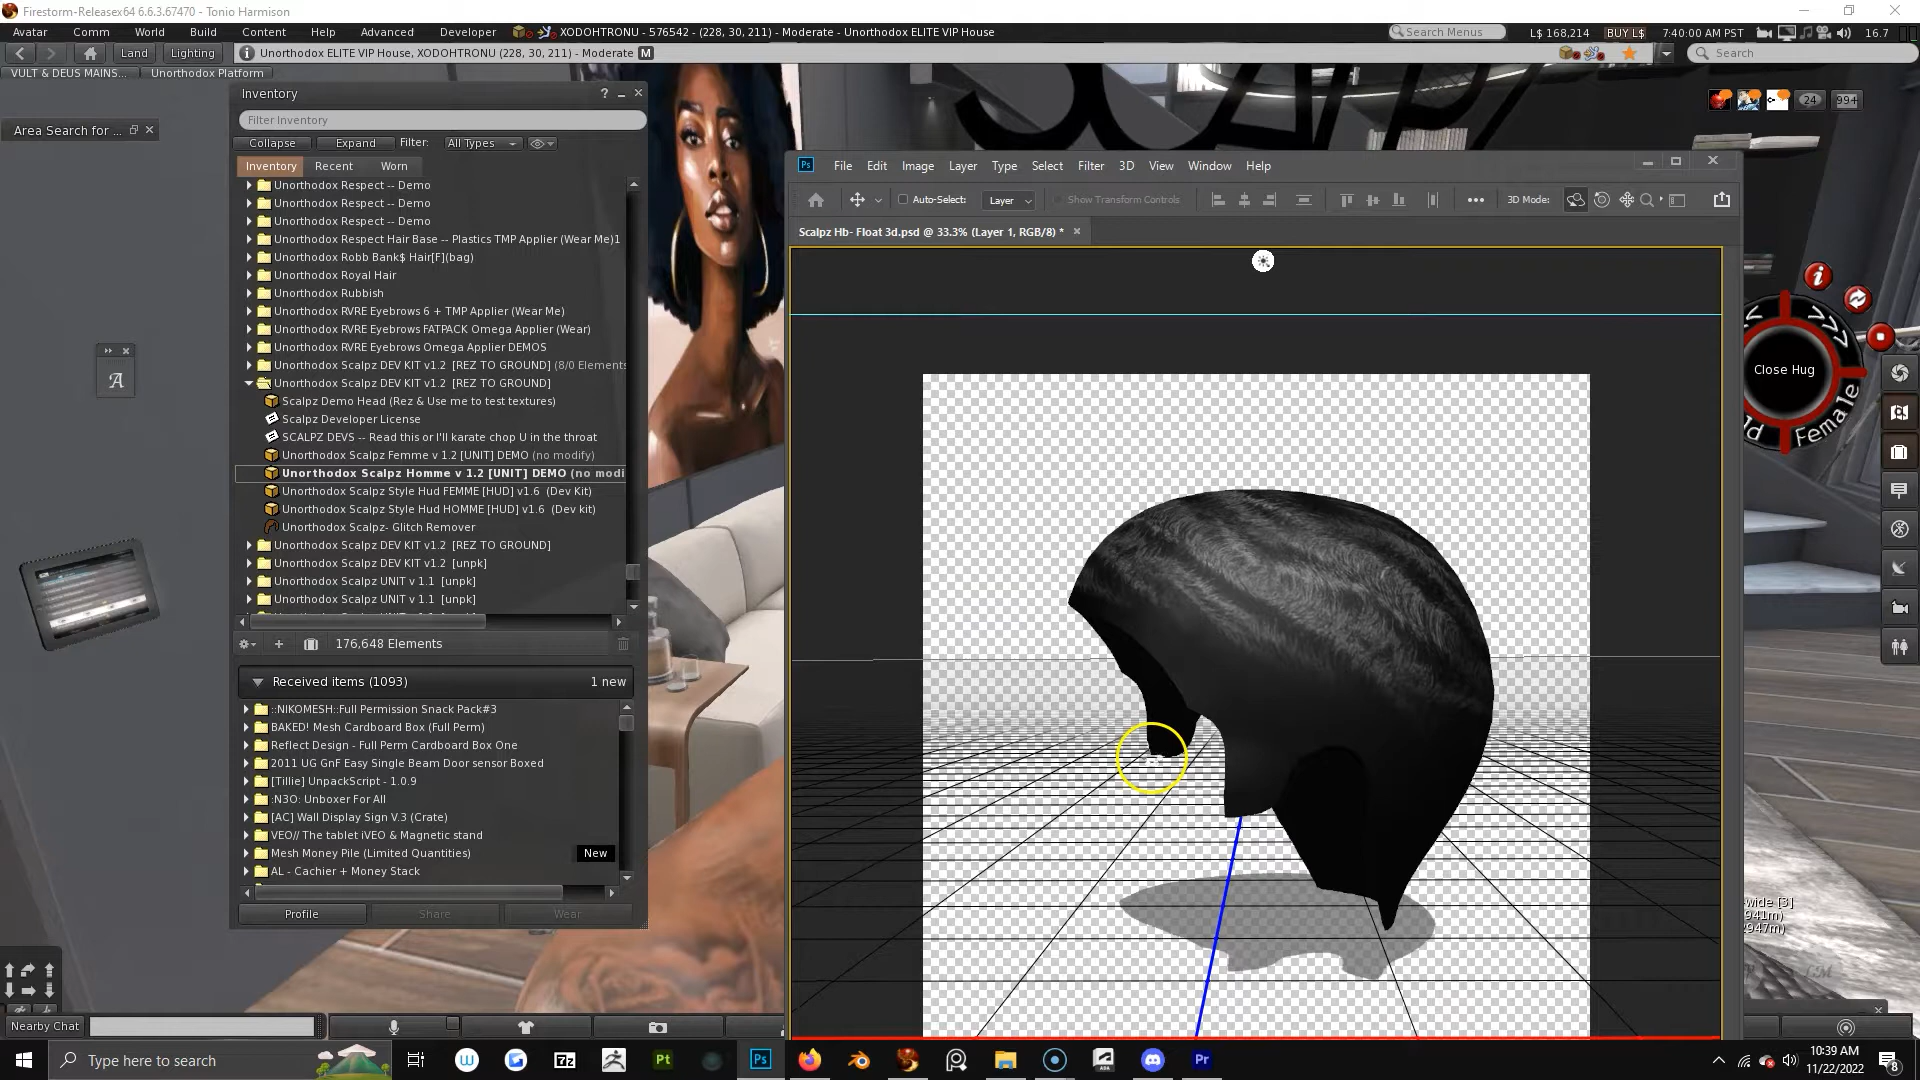 Firestorm-Releasex64 6.6.3.67470 - Tonio Harmison
Avatar Comm World Build Content Help Advanced Developer XODOHTRONU - 576542 - (228, 30, 211) - Moderate - Unorthodox ELITE VIP House Search Menus L$ 168,214 BUY L$ 7:40:00 AM PST 16.7
Land Lighting Unorthodox ELITE VIP House, XODOHTRONU (228, 30, 211) - Moderate M Search
VULT & DEUS MAINS... Unorthodox Platform
Area Search for ...
Inventory ?
Filter Inventory
Collapse Expand Filter: All Types
Inventory Recent Worn
Unorthodox Respect -- Demo
Unorthodox Respect -- Demo
Unorthodox Respect -- Demo
Unorthodox Respect Hair Base -- Plastics TMP Applier (Wear Me)1
Unorthodox Robb Bank$ Hair[F](bag)
Unorthodox Royal Hair
Unorthodox Rubbish
Unorthodox RVRE Eyebrows 6 + TMP Applier (Wear Me)
Unorthodox RVRE Eyebrows FATPACK Omega Applier (Wear)
Unorthodox RVRE Eyebrows Omega Applier DEMOS
Unorthodox Scalpz DEV KIT v1.2 [REZ TO GROUND] (8/0 Elements
Unorthodox Scalpz DEV KIT v1.2 [REZ TO GROUND]
Scalpz Demo Head (Rez & Use me to test textures)
Scalpz Developer License
SCALPZ DEVS -- Read this or I'll karate chop U in the throat
Unorthodox Scalpz Femme v 1.2 [UNIT] DEMO (no modify)
Unorthodox Scalpz Homme v 1.2 [UNIT] DEMO (no modi
Unorthodox Scalpz Style Hud FEMME [HUD] v1.6 (Dev Kit)
Unorthodox Scalpz Style Hud HOMME [HUD] v1.6 (Dev kit)
Unorthodox Scalpz- Glitch Remover
Unorthodox Scalpz DEV KIT v1.2 [REZ TO GROUND]
Unorthodox Scalpz DEV KIT v1.2 [unpk]
Unorthodox Scalpz UNIT v 1.1 [unpk]
Unorthodox Scalpz UNIT v 1.1 [unpk]
176,648 Elements
Received items (1093) 1 new
::NIKOMESH::Full Permission Snack Pack#3
BAKED! Mesh Cardboard Box (Full Perm)
Reflect Design - Full Perm Cardboard Box One
2011 UG GnF Easy Single Beam Door sensor Boxed
[Tillie] UnpackScript - 1.0.9
:N3O: Unboxer For All
[AC] Wall Display Sign V.3 (Crate)
VEO// The tablet iVEO & Magnetic stand
Mesh Money Pile (Limited Quantities) New
AL - Cachier + Money Stack
Profile Share Wear
Nearby Chat
24 99+
Ps File Edit Image Layer Type Select Filter 3D View Window Help
Auto-Select: Layer Show Transform Controls 3D Mode:
Scalpz Hb- Float 3d.psd @ 33.3% (Layer 1, RGB/8) *
Close Hug
Female
-wide [3]
941m)
2947m)
Type here to search
7z Pt Ps Pr
10:39 AM
11/22/2022
8